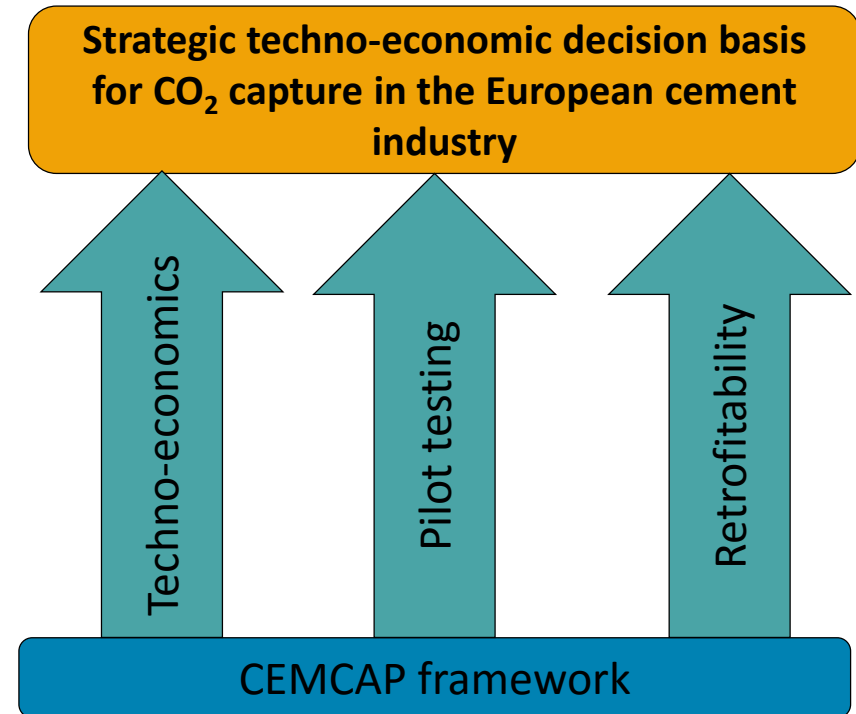 Strategic techno-economic decision basis
for CO₂ capture in the European cement
industry
Techno-economics
Pilot testing
Retrofitability
CEMCAP framework